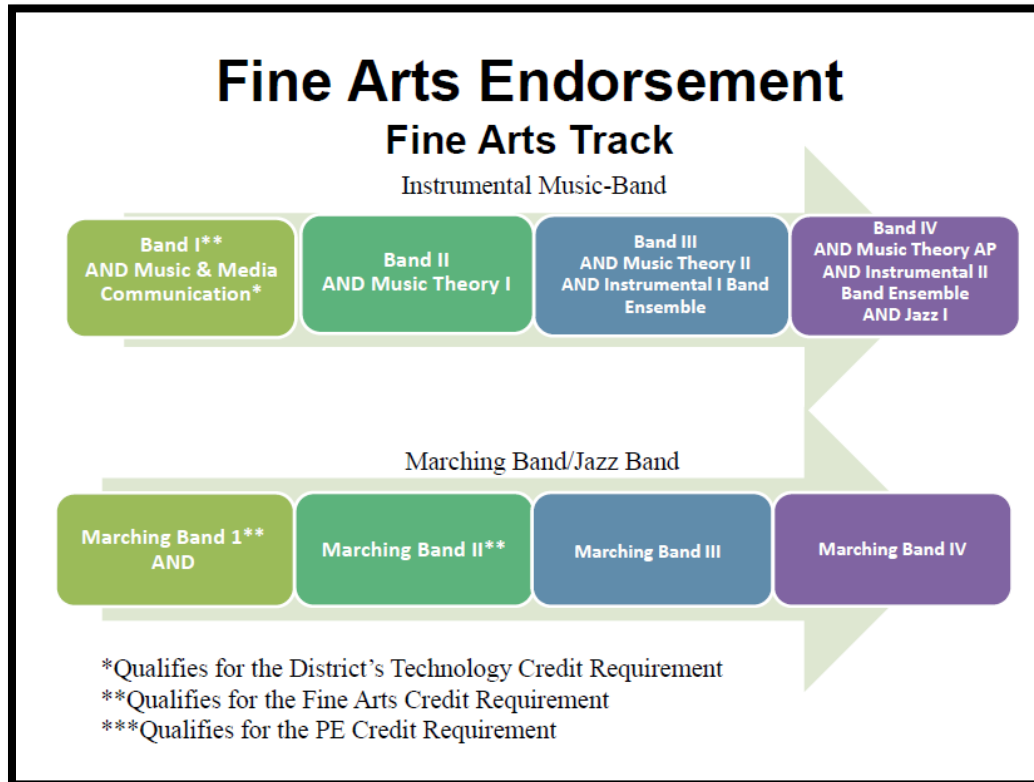 Fine Arts Endorsement
Fine Arts Track
Instrumental Music-Band
Band I**
AND Music & Media
Communication*
Band II
AND Music Theory I
Band III
AND Music Theory II
AND Instrumental I Band
Ensemble
Band IV
AND Music Theory AP
AND Instrumental II
Band Ensemble
AND Jazz I
Marching Band/Jazz Band
Marching Band 1**
AND
Marching Band II**
Marching Band III
Marching Band IV
*Qualifies for the District’s Technology Credit Requirement
**Qualifies for the Fine Arts Credit Requirement
***Qualifies for the PE Credit Requirement